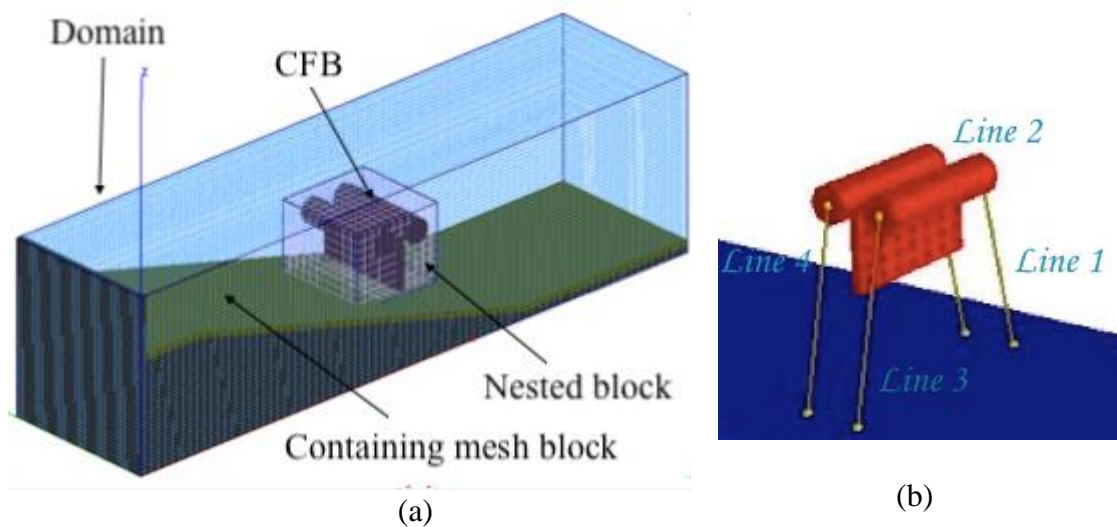 Domain
z
CFB
Nested block
Containing mesh block
(a)
Line 2
Line 4
Line 1
Line 3
(b)